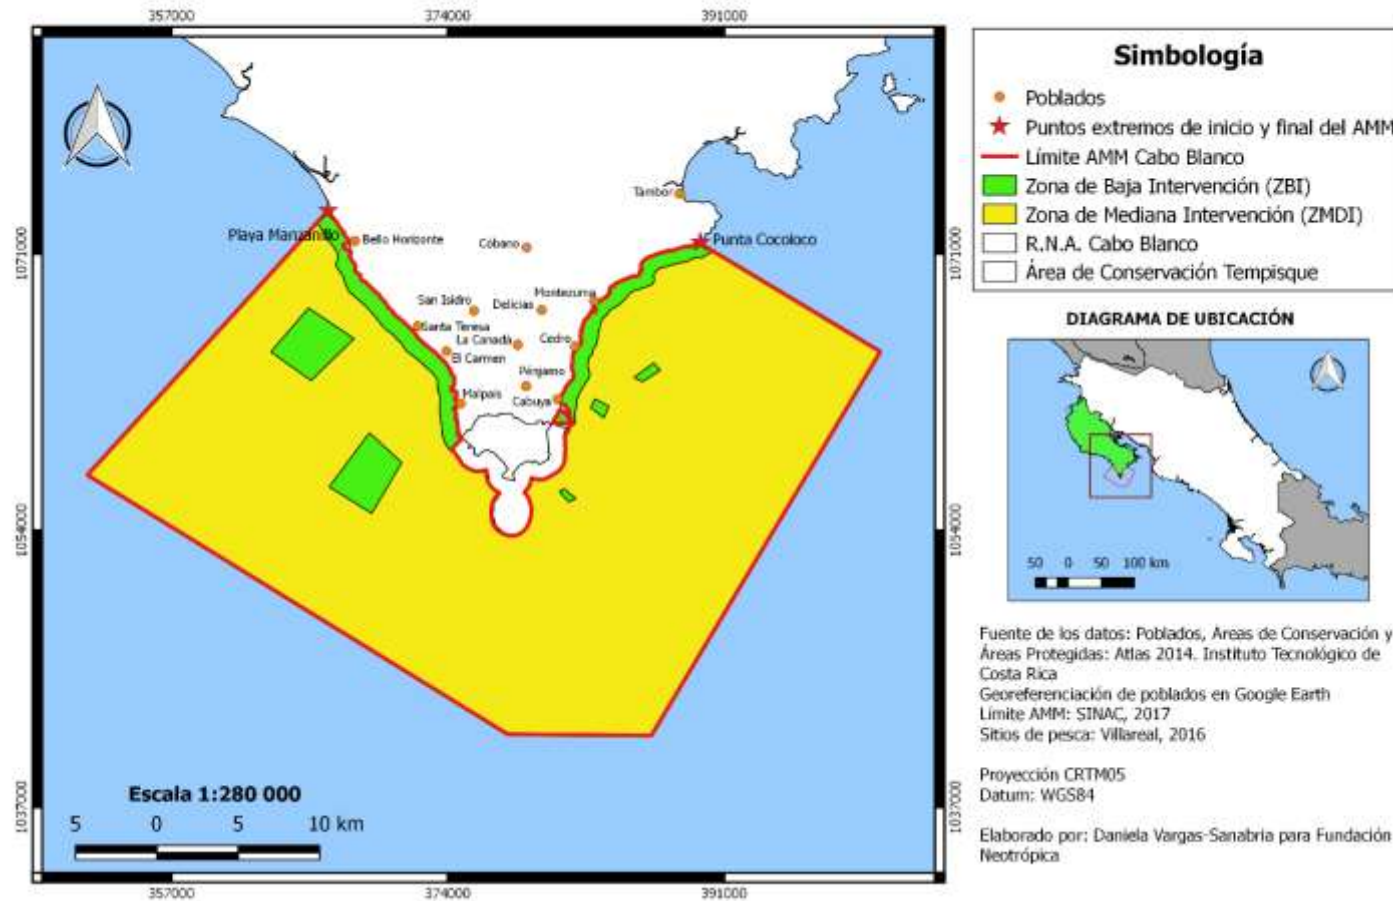 357000
374000
391000
1071000
1054000
1037000
1071000
1054000
1037000
Tambor
Playa Manzanillo
Bello Horizonte
Cobano
Punta Cocoloco
San Isidro
Delicias
Montezuma
Santa Teresa
La Canadá
Cedro
El Carmen
Pérgamo
Malpais
Cabuya
Escala 1:280 000
5 0 5 10 km
357000
374000
391000
Simbología
Poblados
Puntos extremos de inicio y final del AMM
Límite AMM Cabo Blanco
Zona de Baja Intervención (ZBI)
Zona de Mediana Intervención (ZMDI)
R.N.A. Cabo Blanco
Área de Conservación Tempisque
DIAGRAMA DE UBICACIÓN
50 0 50 100 km
Fuente de los datos: Poblados, Áreas de Conservación y
Áreas Protegidas: Atlas 2014. Instituto Tecnológico de
Costa Rica
Georeferenciación de poblados en Google Earth
Límite AMM: SINAC, 2017
Sitios de pesca: Villareal, 2016
Proyección CRTM05
Datum: WGS84
Elaborado por: Daniela Vargas-Sanabria para Fundación
Neotrópica